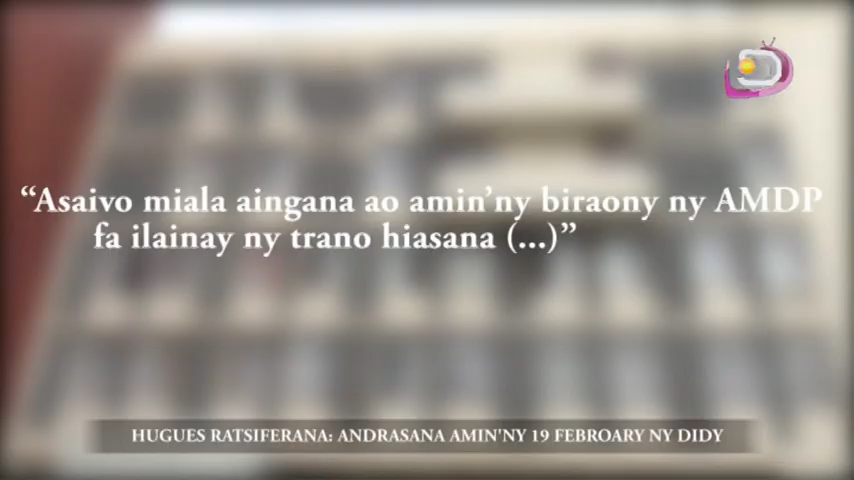 “Asaivo miala aingana ao amin’ny biraony ny AMDP
fa ilainay ny trano hiasana (...)”
HUGUES RATSIFERANA: ANDRASANA AMIN'NY 19 FEBROARY NY DIDY